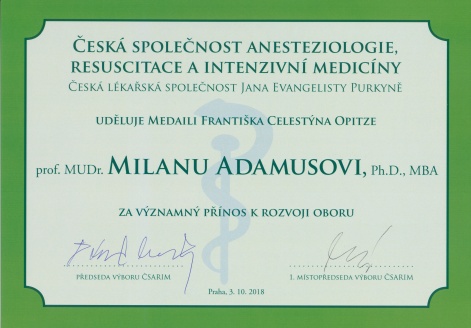 ČESKÁ SPOLEČNOST ANESTEZIOLOGIE,
RESUSCITACE A INTENZIVNÍ MEDICÍNY
ČESKÁ LÉKAŘSKÁ SPOLEČNOST JANA EVANGELISTY PURKYNĚ
UDĚLUJE MEDAILI FRANTIŠKA CELESTÝNA OPITZE
prof. MUDr. MILANU ADAMUSOVI, PH.D., MBA
ZA VÝZNAMNÝ PŘÍNOS K ROZVOJI OBORU
PŘEDSEDA VÝBORU ČSARIM
1. MÍSTOPŘEDSEDA VÝBORU ČSARIM
Praha, 3. 10. 2018